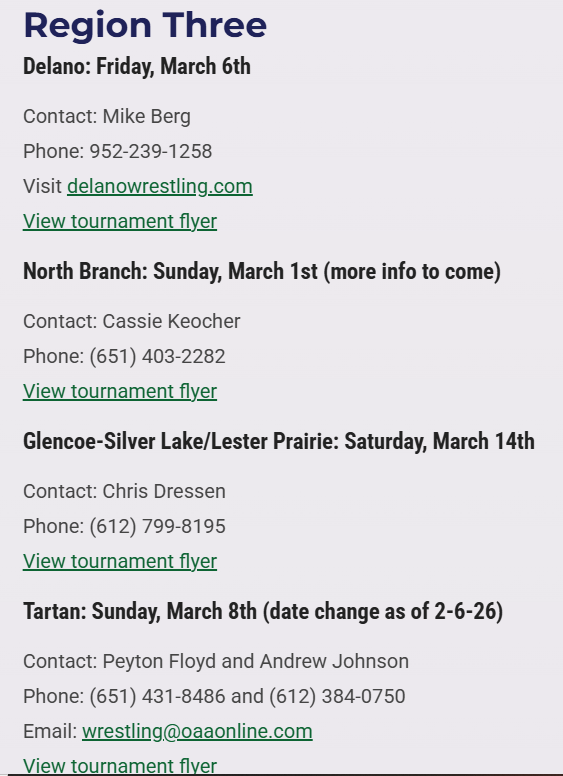 Region Three
Delano: Friday, March 6th
Contact: Mike Berg
Phone: 952-239-1258
Visit delanowrestling.com
View tournament flyer
North Branch: Sunday, March 1st (more info to come)
Contact: Cassie Keocher
Phone: (651) 403-2282
View tournament flyer
Glencoe-Silver Lake/Lester Prairie: Saturday, March 14th
Contact: Chris Dressen
Phone: (612) 799-8195
View tournament flyer
Tartan: Sunday, March 8th (date change as of 2-6-26)
Contact: Peyton Floyd and Andrew Johnson
Phone: (651) 431-8486 and (612) 384-0750
Email: wrestling@oaaonline.com
View tournament flyer